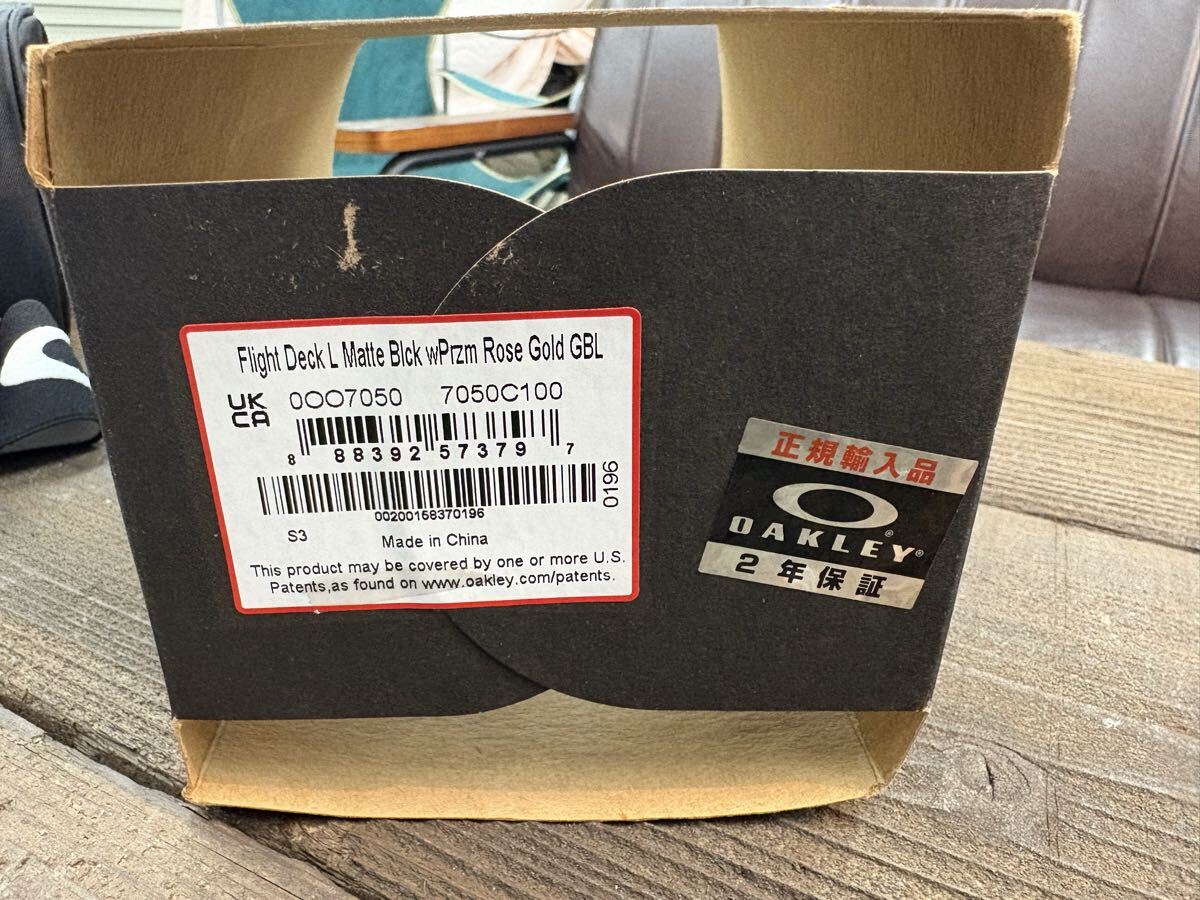 Flight Deck L Matte Blck wPrzm Rose Gold GBL
UK
CA
0OO7050 7050C100
8 88392 57379 7
00200158370196
0196
S3
Made in China
This product may be covered by one or more U.S.
Patents,as found on www.oakley.com/patents.
正規輸入品
OAKLEY®
2年保証